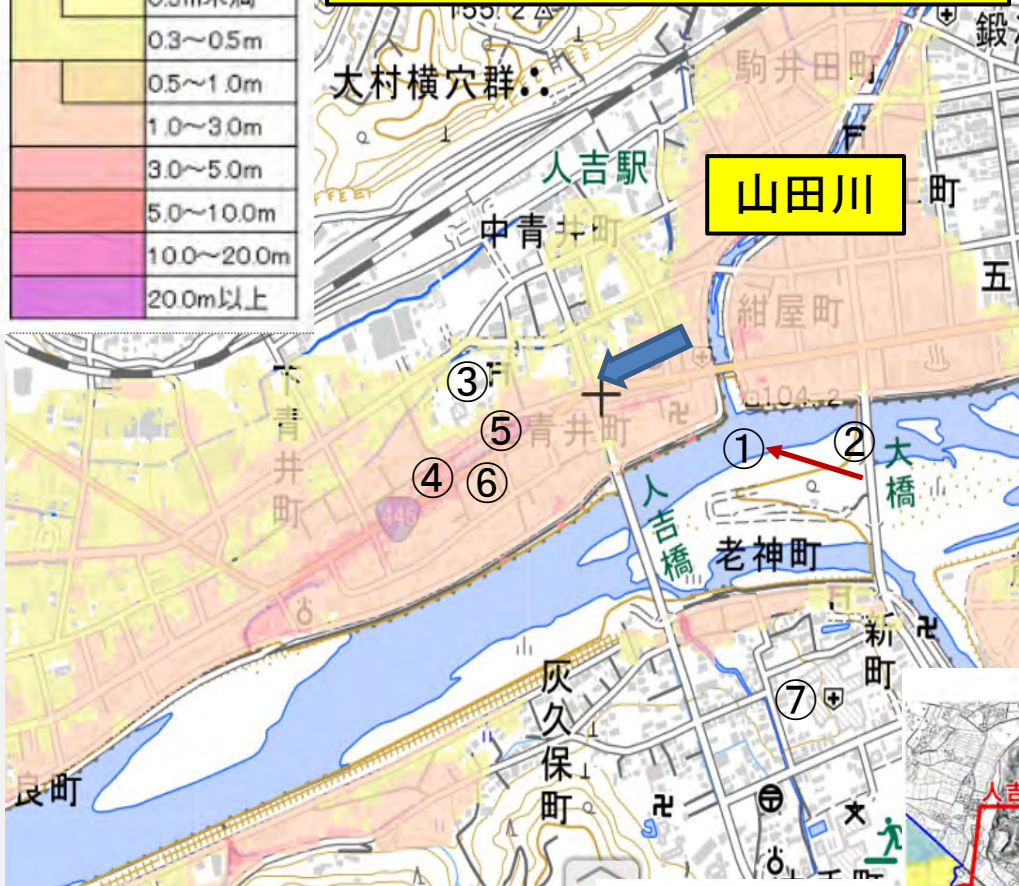 0.3～0.5m
0.5～1.0m
1.0～3.0m
3.0～5.0m
5.0～10.0m
10.0～20.0m
20.0m以上
155.2
大村横穴群
駒井田町
人吉駅
山田川
町
中青井町
五
紺屋町
104.2
③
⑤
青井町
④
⑥
445
下青井町
①
②
大橋
人吉橋
老神町
新町
⑦
灰久保町
良町
人吉